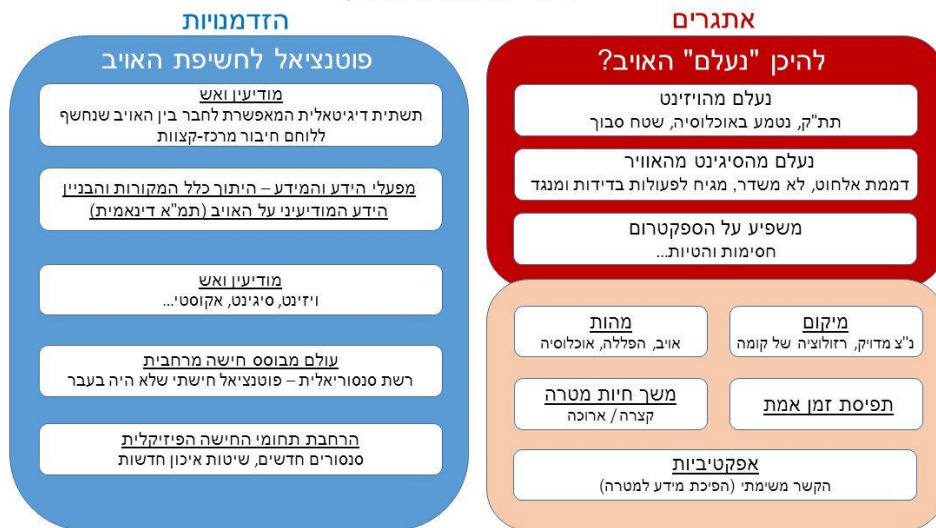 אתגרים
להיכן "נעלם" האויב?
נעלם מהויזינט
תת"ק, נטמע באוכלוסיה, שטח סבוך
נעלם מהסיגינט מהאוויר
דממת אלחוט, לא משדר, מגיח לפעולות בדידות ומנגד
משפיע על הספקטרום
חסימות והטיות...
מיקום
נ"צ מדויק, רזולוציה של קומה
מהות
אויב, הפללה, אוכלוסיה
תפיסת זמן אמת
משך חיות מטרה
קצרה / ארוכה
אפקטיביות
הקשר משימתי (הפיכת מידע למטרה)
הזדמנויות
פוטנציאל לחשיפת האויב
מודיעין ואש
תשתית דיגיטאלית המאפשרת לחבר בין האויב שנחשף
ללוחם חיבור מרכז-קצוות
מפעלי הידע והמידע – היתוך כלל המקורות והבניין
הידע המודיעיני על האויב (תמ"א דינאמית)
מודיעין ואש
ויזינט, סיגינט, אקוסטי...
עולם מבוסס חישה מרחבית
רשת סנסוריאלית – פוטנציאל חישתי שלא היה בעבר
הרחבת תחומי החישה הפיזיקלית
סנסורים חדשים, שיטות איכון חדשות